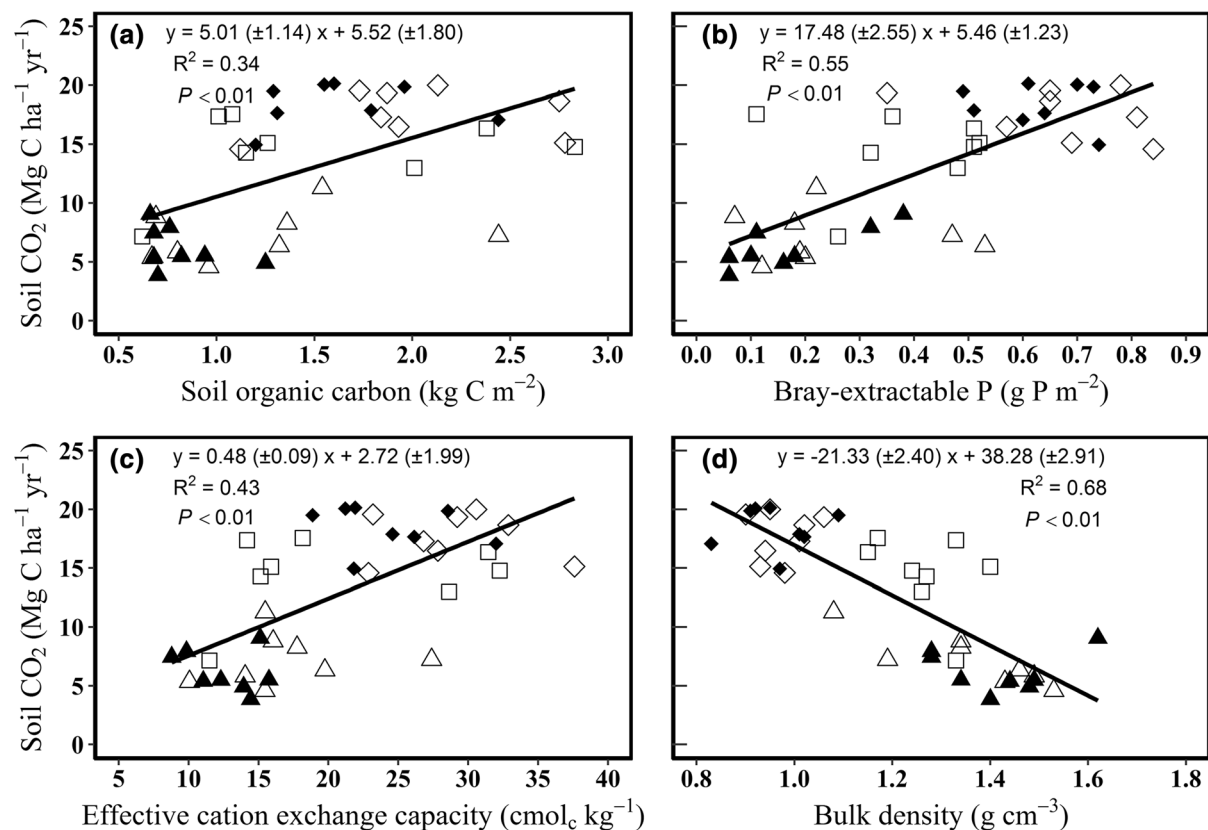 (a)
y = 5.01 (±1.14) x + 5.52 (±1.80)
R² = 0.34
P < 0.01
Soil CO₂ (Mg C ha⁻¹ yr⁻¹)
25
20
15
10
5
0
0.5 1.0 1.5 2.0 2.5 3.0
Soil organic carbon (kg C m⁻²)
(b)
y = 17.48 (±2.55) x + 5.46 (±1.23)
R² = 0.55
P < 0.01
0.0 0.1 0.2 0.3 0.4 0.5 0.6 0.7 0.8 0.9
Bray-extractable P (g P m⁻²)
(c)
y = 0.48 (±0.09) x + 2.72 (±1.99)
R² = 0.43
P < 0.01
Soil CO₂ (Mg C ha⁻¹ yr⁻¹)
25
20
15
10
5
0
5 10 15 20 25 30 35 40
Effective cation exchange capacity (cmol_c kg⁻¹)
(d)
y = -21.33 (±2.40) x + 38.28 (±2.91)
R² = 0.68
P < 0.01
0.8 1.0 1.2 1.4 1.6 1.8
Bulk density (g cm⁻³)